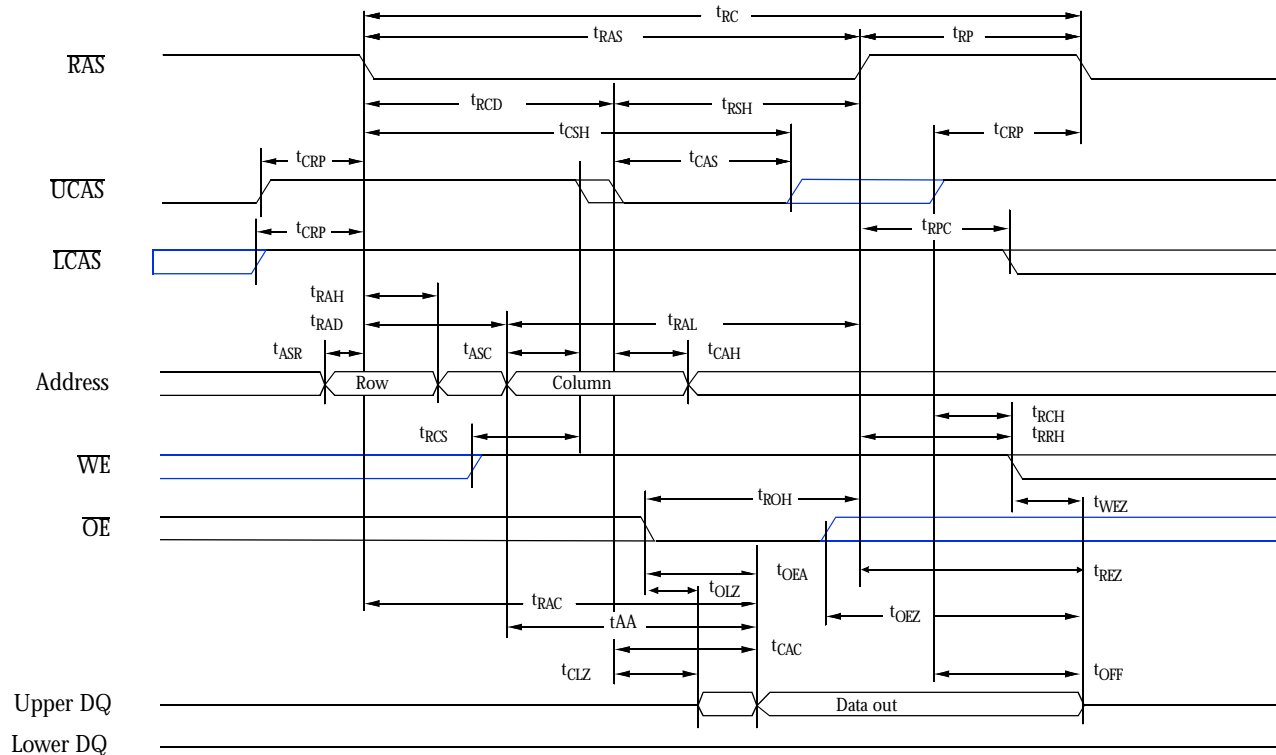 tRC
tRAS
tRP
RAS
tRCD
tRSH
tCSH
tCRP
tCRP
tCAS
UCAS
tCRP
tRPC
LCAS
tRAH
tRAD
tRAL
tASR
tASC
tCAH
Address
Row
Column
tRCH
tRCS
tRRH
WE
tROH
tWEZ
OE
tOEA
tREZ
tOLZ
tRAC
tOEZ
tAA
tCAC
tCLZ
tOFF
Upper DQ
Data out
Lower DQ